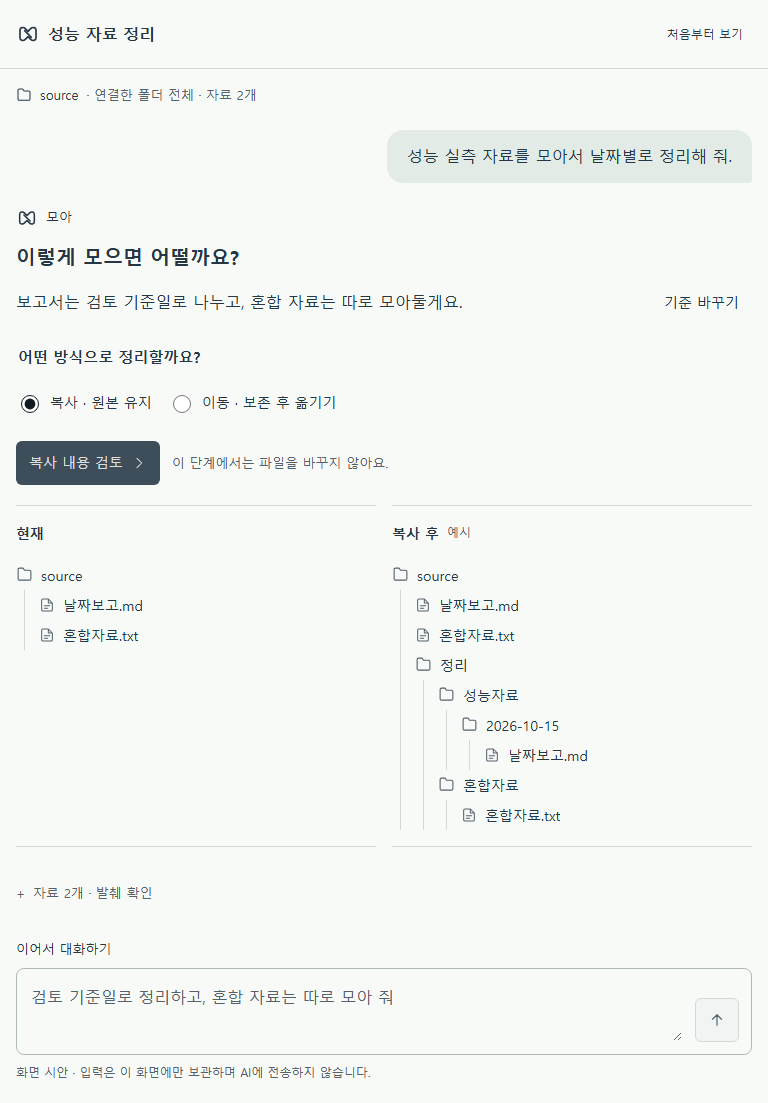 성능 자료 정리
처음부터 보기
source · 연결한 폴더 전체 · 자료 2개
성능 실측 자료를 모아서 날짜별로 정리해 줘.
모아
이렇게 모으면 어떨까요?
보고서는 검토 기준일로 나누고, 혼합 자료는 따로 모아둘게요.
기준 바꾸기
어떤 방식으로 정리할까요?
복사 · 원본 유지
이동 · 보존 후 옮기기
복사 내용 검토
이 단계에서는 파일을 바꾸지 않아요.
현재
source
날짜보고.md
혼합자료.txt
복사 후 예시
source
날짜보고.md
혼합자료.txt
정리
성능자료
2026-10-15
날짜보고.md
혼합자료
혼합자료.txt
+ 자료 2개 · 발췌 확인
이어서 대화하기
검토 기준일로 정리하고, 혼합 자료는 따로 모아 줘
화면 시안 · 입력은 이 화면에만 보관하며 AI에 전송하지 않습니다.